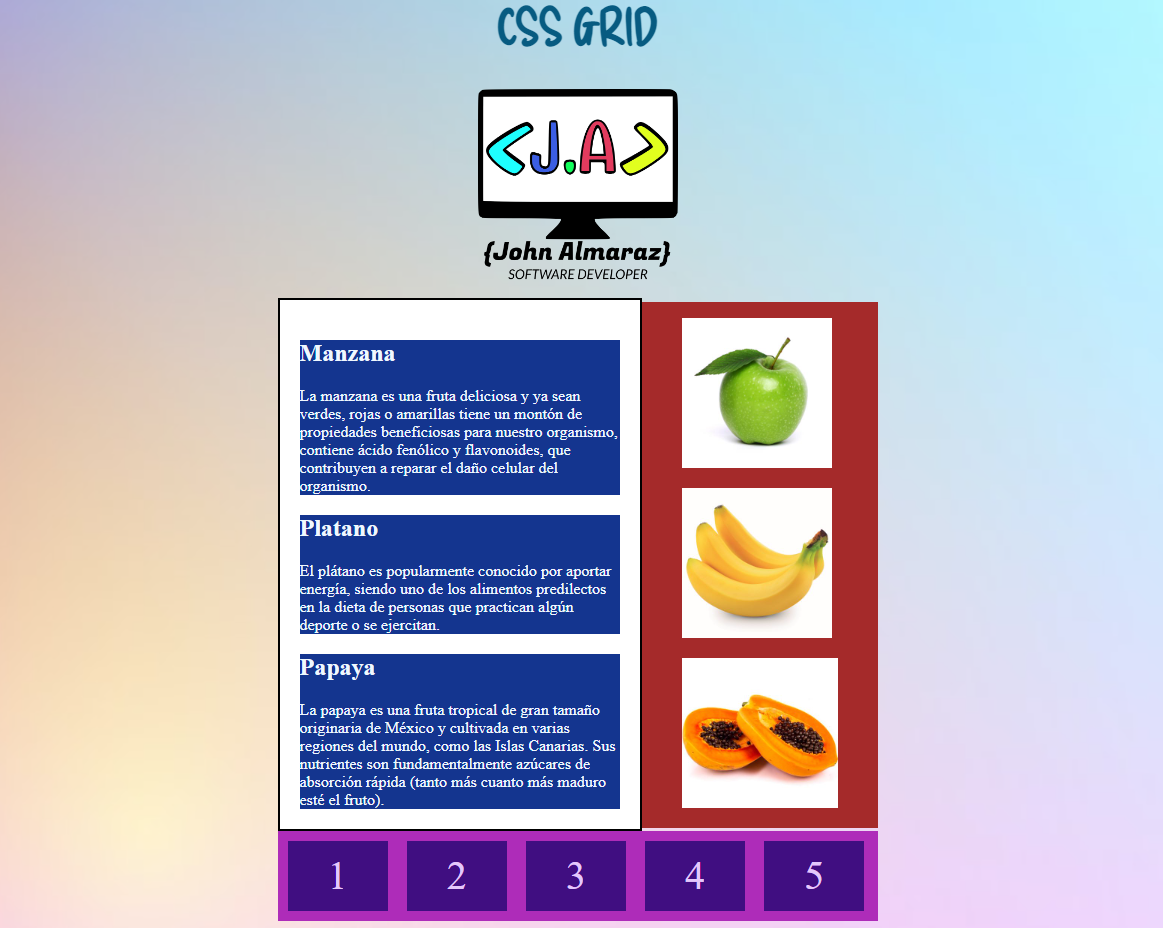 CSS GRID
<J.A>
{John Almaraz}
SOFTWARE DEVELOPER
Manzana
La manzana es una fruta deliciosa y ya sean
verdes, rojas o amarillas tiene un montón de
propiedades beneficiosas para nuestro organismo,
contiene ácido fenólico y flavonoides, que
contribuyen a reparar el daño celular del
organismo.
Platano
El plátano es popularmente conocido por aportar
energía, siendo uno de los alimentos predilectos
en la dieta de personas que practican algún
deporte o se ejercitan.
Papaya
La papaya es una fruta tropical de gran tamaño
originaria de México y cultivada en varias
regiones del mundo, como las Islas Canarias. Sus
nutrientes son fundamentalmente azúcares de
absorción rápida (tanto más cuanto más maduro
esté el fruto).
1 2 3 4 5